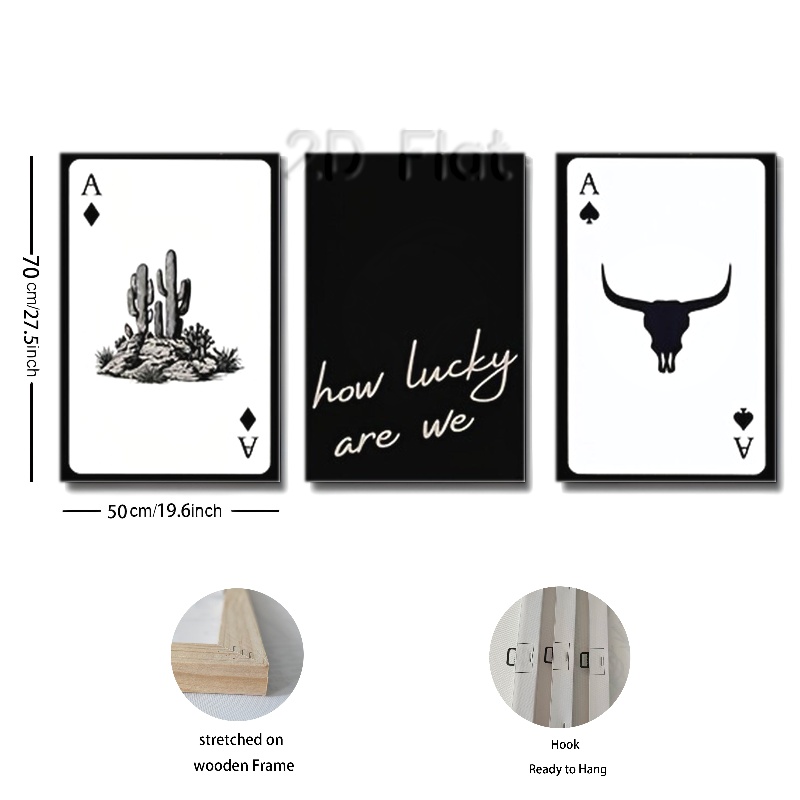 2D Flat
A
A
A
A
how lucky
are we
70 cm/27.5inch
50cm/19.6inch
stretched on
wooden Frame
Hook
Ready to Hang